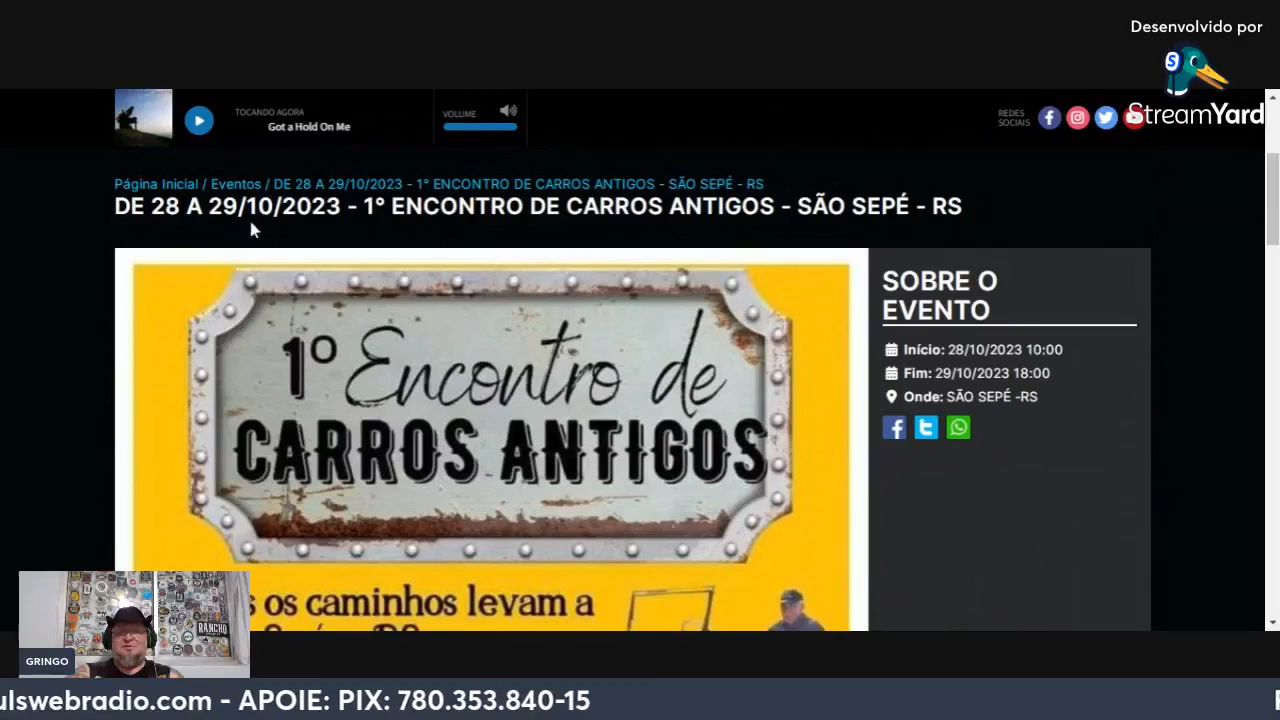 Desenvolvido por
StreamYard
TOCANDO AGORA
Got a Hold On Me
VOLUME
REDES
SOCIAIS
Página Inicial / Eventos / DE 28 A 29/10/2023 - 1° ENCONTRO DE CARROS ANTIGOS - SÃO SEPÉ - RS
DE 28 A 29/10/2023 - 1° ENCONTRO DE CARROS ANTIGOS - SÃO SEPÉ - RS
1º Encontro de
CARROS ANTIGOS
s os caminhos levam a
SOBRE O
EVENTO
Início: 28/10/2023 10:00
Fim: 29/10/2023 18:00
Onde: SÃO SEPÉ -RS
RANCHO
GRINGO
ulswebradio.com - APOIE: PIX: 780.353.840-15